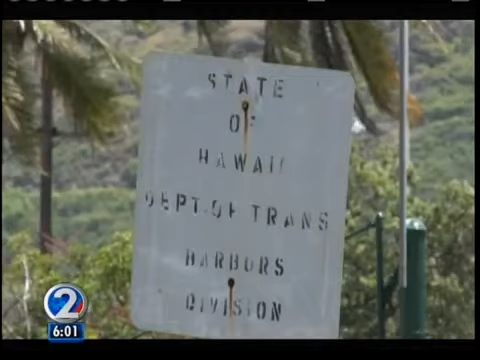 STATE
OF
HAWAII
DEPT. OF TRANS
HARBORS
DIVISION
2
6:01